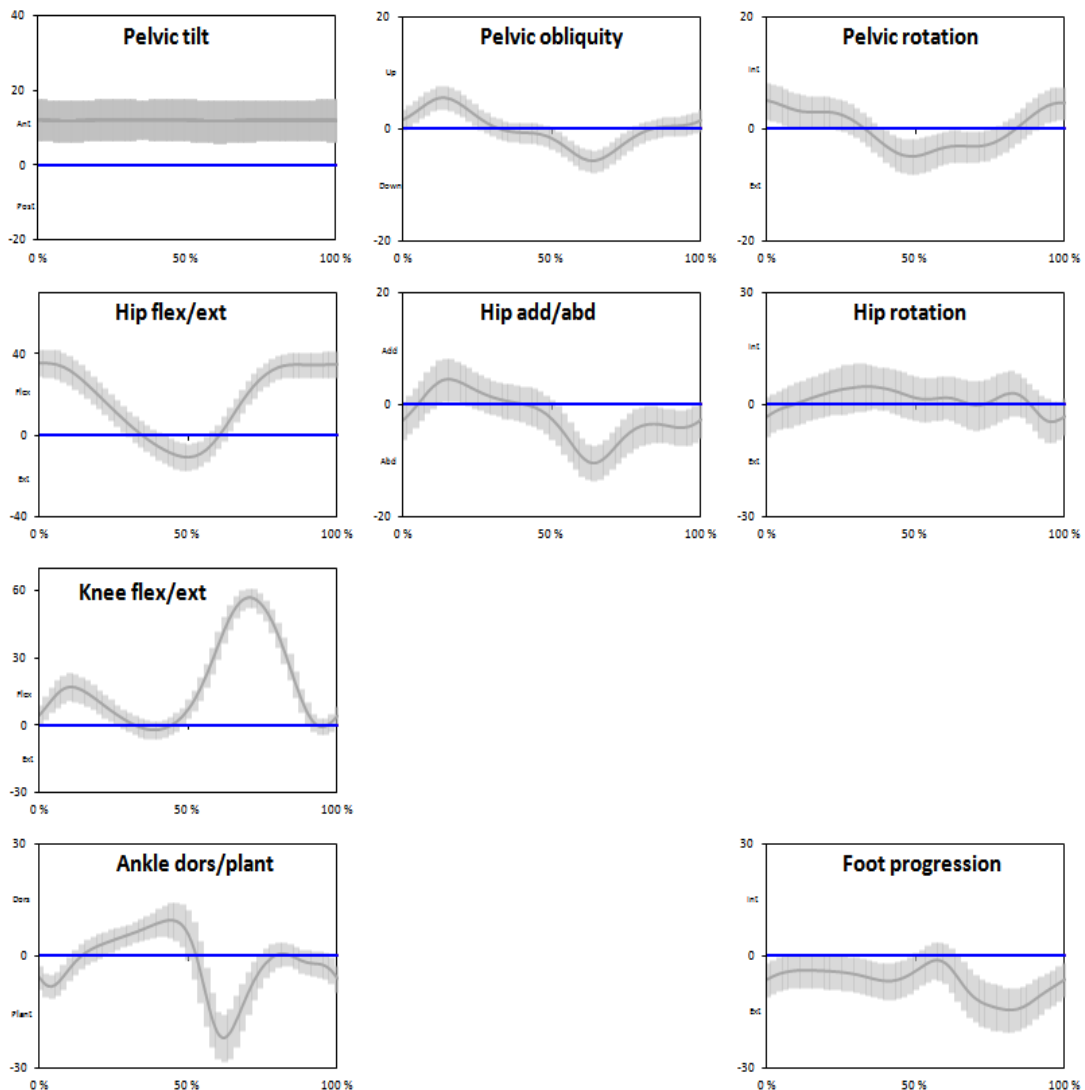 Pelvic tilt
40
20
Ant
0
Post
-20
0 % 50 % 100 %
Pelvic obliquity
20
Up
0
Down
-20
0 % 50 % 100 %
Pelvic rotation
20
Int
0
Ext
-20
0 % 50 % 100 %
Hip flex/ext
40
Flex
0
Ext
-40
0 % 50 % 100 %
Hip add/abd
20
Add
0
Abd
-20
0 % 50 % 100 %
Hip rotation
30
Int
0
Ext
-30
0 % 50 % 100 %
Knee flex/ext
60
30
Flex
0
Ext
-30
0 % 50 % 100 %
Ankle dors/plant
30
Dors
0
Plant
-30
0 % 50 % 100 %
Foot progression
30
Int
0
Ext
-30
0 % 50 % 100 %